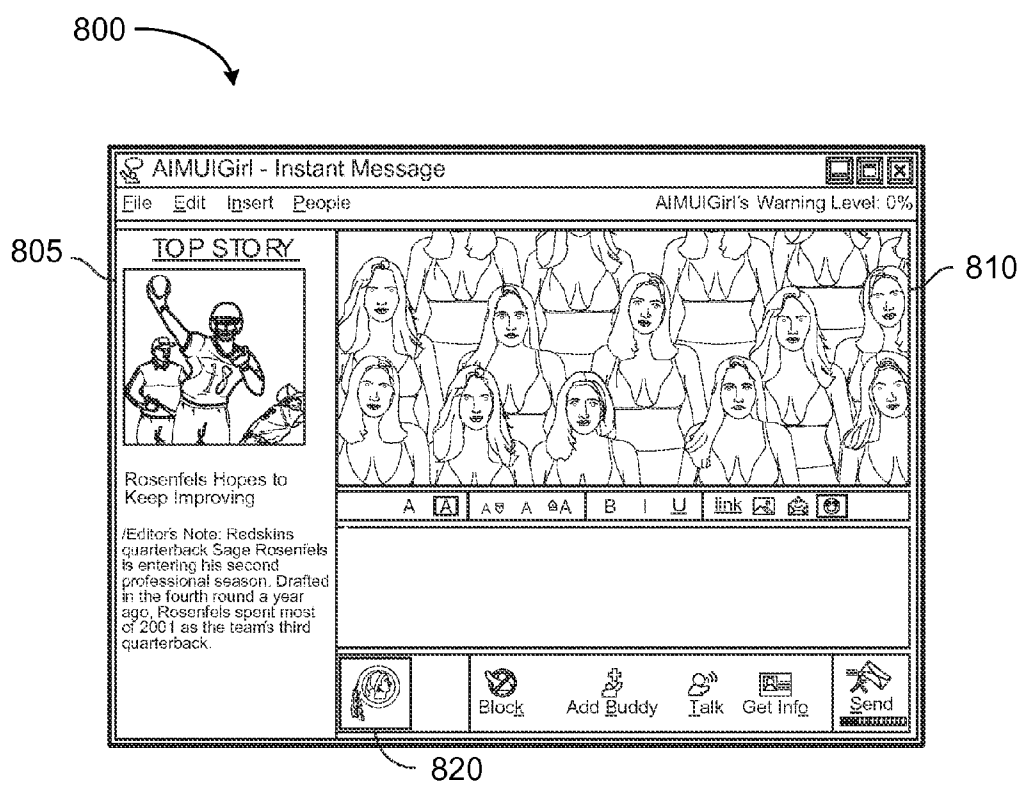 800
AIMUIGirl - Instant Message
File Edit Insert People AIMUIGirl's Warning Level: 0%
805
TOP STORY
810
18
Rosenfels Hopes to
Keep Improving
/Editor's Note: Redskins
quarterback Sage Rosenfels
is entering his second
professional season. Drafted
in the fourth round a year
ago, Rosenfels spent most
of 2001 as the team's third
quarterback.
A A A A A B I U link
Block Add Buddy Talk Get Info Send
820